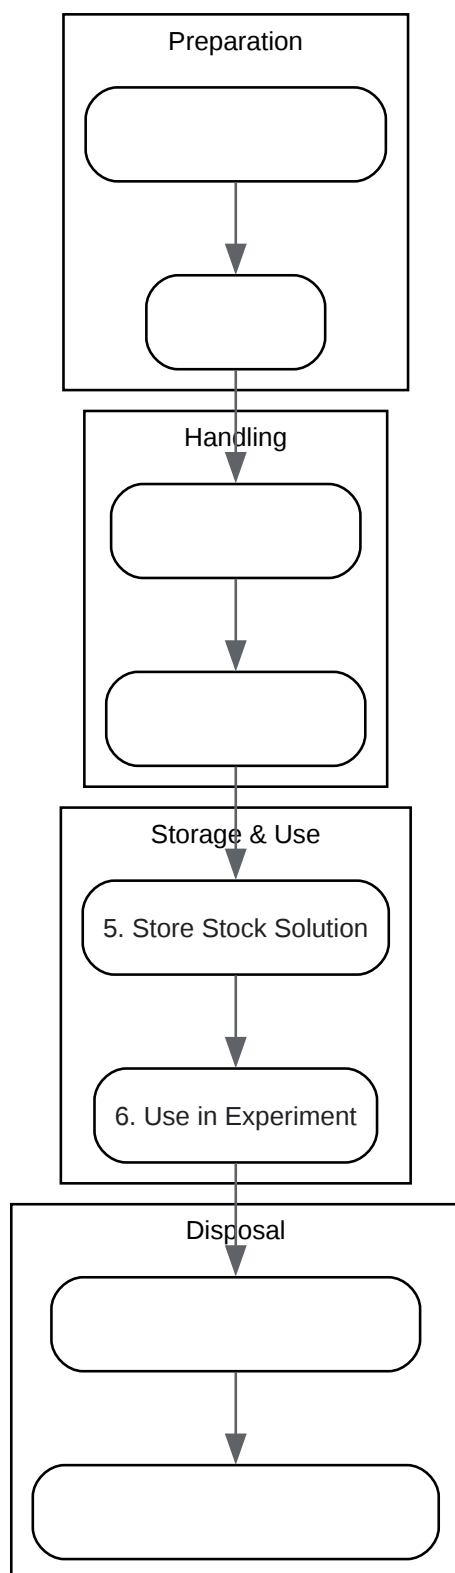 Preparation
Handling
Storage & Use
5. Store Stock Solution
6. Use in Experiment
Disposal